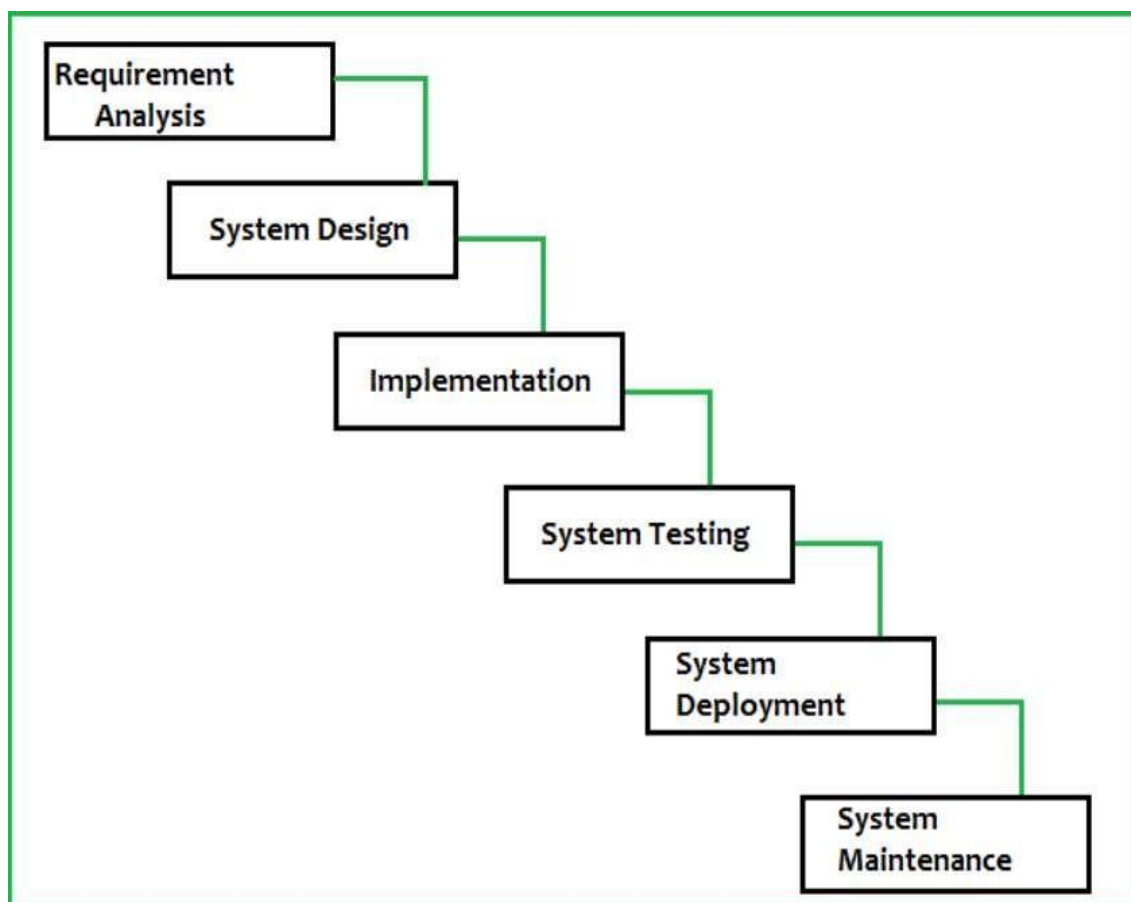 Requirement
Analysis
System Design
Implementation
System Testing
System
Deployment
System
Maintenance